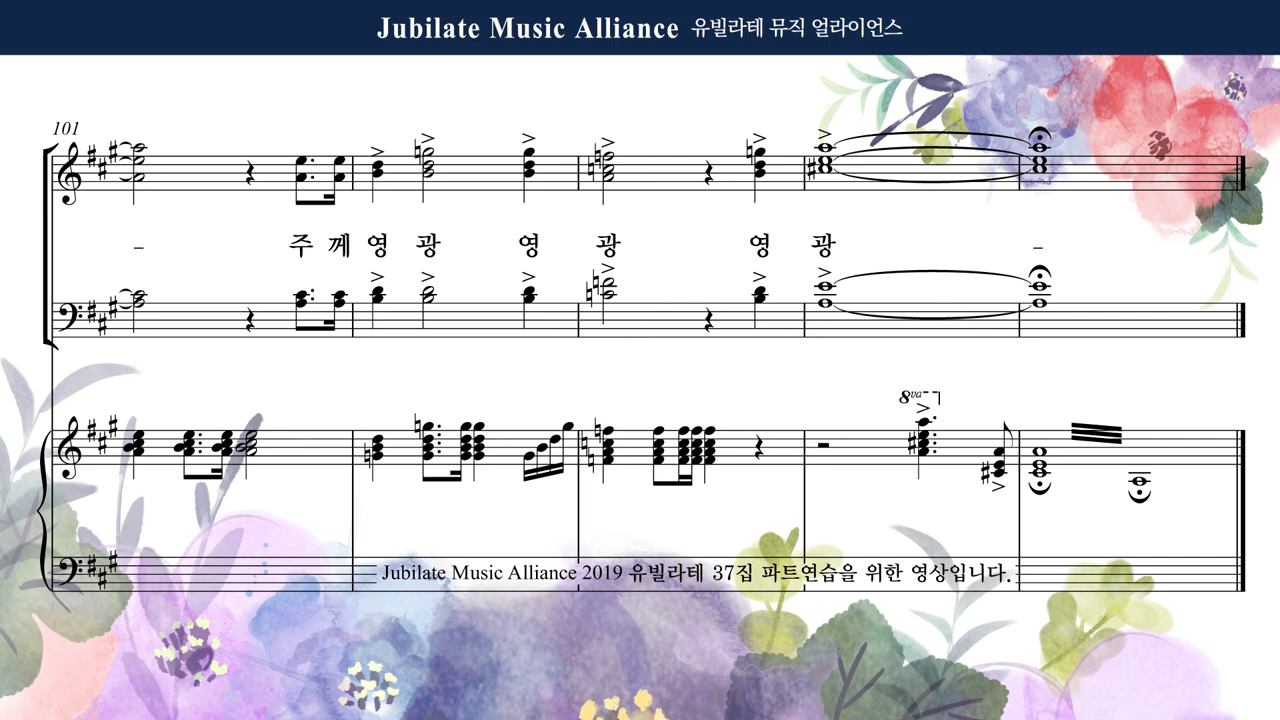 Jubilate Music Alliance 유빌라테 뮤직 얼라이언스
101
– 주 께 영 광 영 광 영 광 –
8va
Jubilate Music Alliance 2019 유빌라테 37집 파트연습을 위한 영상입니다.